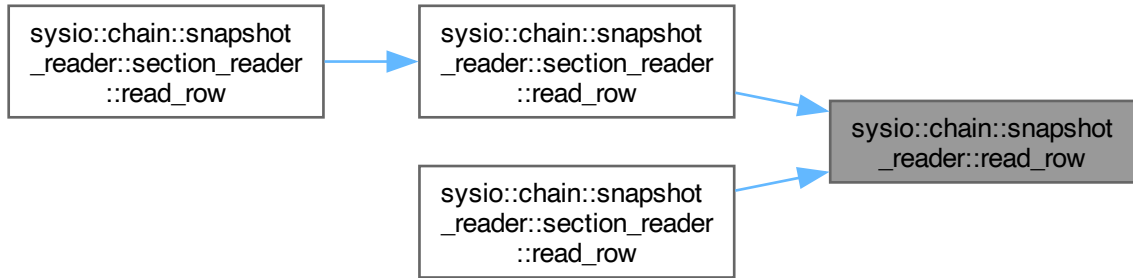 sysio::chain::snapshot
_reader::section_reader
::read_row
sysio::chain::snapshot
_reader::section_reader
::read_row
sysio::chain::snapshot
_reader::read_row
sysio::chain::snapshot
_reader::section_reader
::read_row